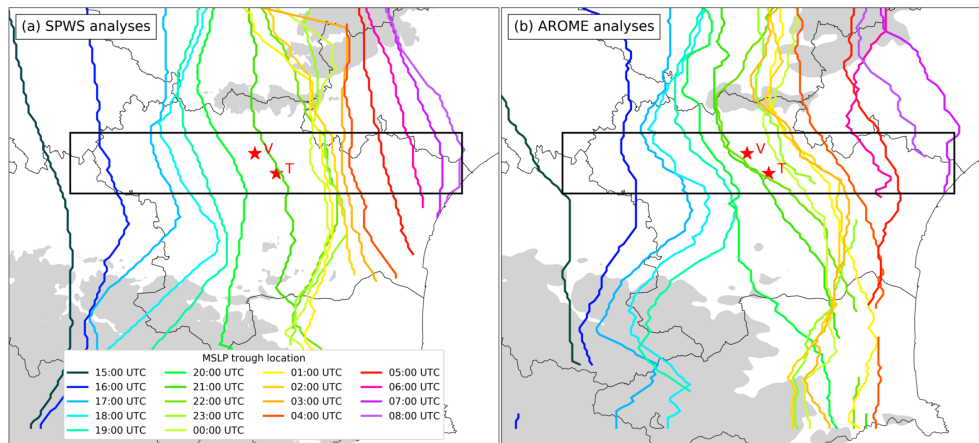 (a) SPWS analyses
(b) AROME analyses
V
T
V
T
MSLP trough location
15:00 UTC 20:00 UTC 01:00 UTC 05:00 UTC
16:00 UTC 21:00 UTC 02:00 UTC 06:00 UTC
17:00 UTC 22:00 UTC 03:00 UTC 07:00 UTC
18:00 UTC 23:00 UTC 04:00 UTC 08:00 UTC
19:00 UTC 00:00 UTC